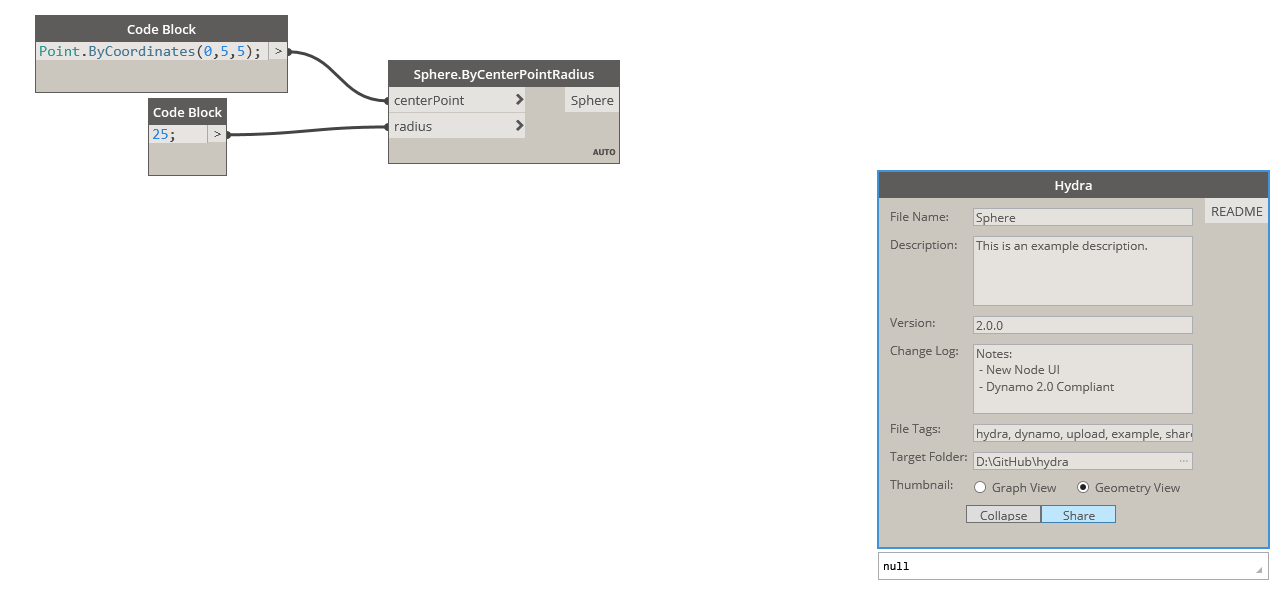 Code Block
Point.ByCoordinates(0,5,5); >
Code Block
25; >
Sphere.ByCenterPointRadius
centerPoint > Sphere
radius >
AUTO
Hydra
README
File Name: Sphere
Description: This is an example description.
Version: 2.0.0
Change Log: Notes:
- New Node UI
- Dynamo 2.0 Compliant
File Tags: hydra, dynamo, upload, example, share
Target Folder: D:\GitHub\hydra ...
Thumbnail: Graph View Geometry View
Collapse Share
null